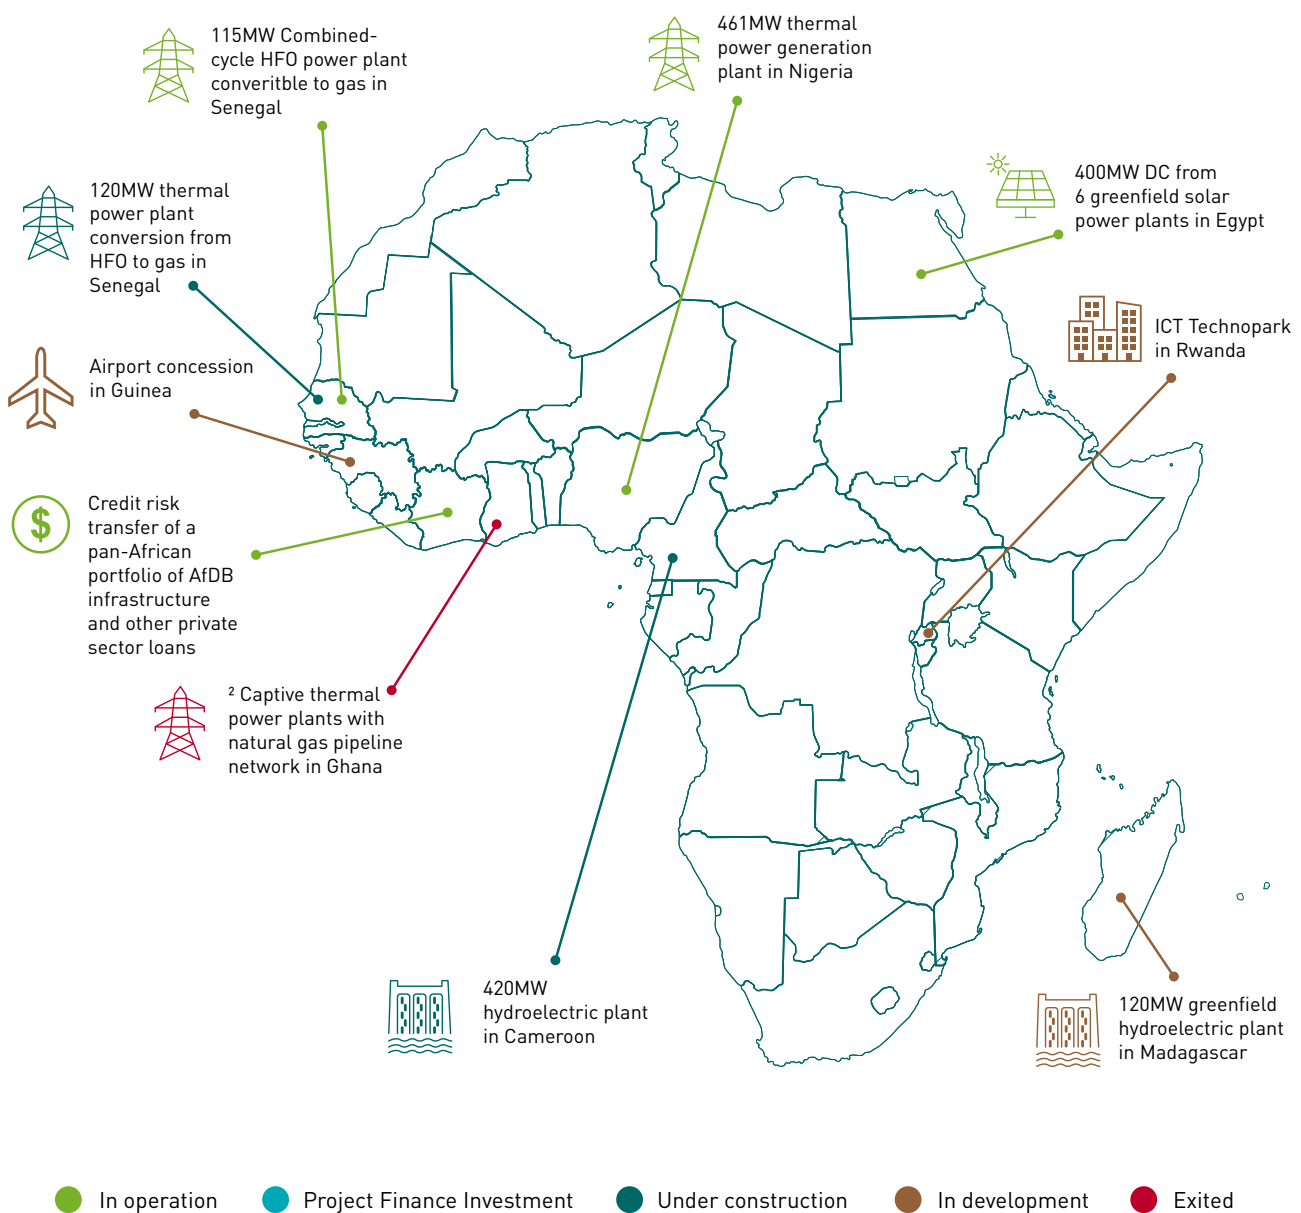 115MW Combined-
cycle HFO power plant
converitble to gas in
Senegal
461MW thermal
power generation
plant in Nigeria
400MW DC from
6 greenfield solar
power plants in Egypt
120MW thermal
power plant
conversion from
HFO to gas in
Senegal
ICT Technopark
in Rwanda
Airport concession
in Guinea
$
Credit risk
transfer of a
pan-African
portfolio of AfDB
infrastructure
and other private
sector loans
² Captive thermal
power plants with
natural gas pipeline
network in Ghana
420MW
hydroelectric plant
in Cameroon
120MW greenfield
hydroelectric plant
in Madagascar
In operation
Project Finance Investment
Under construction
In development
Exited